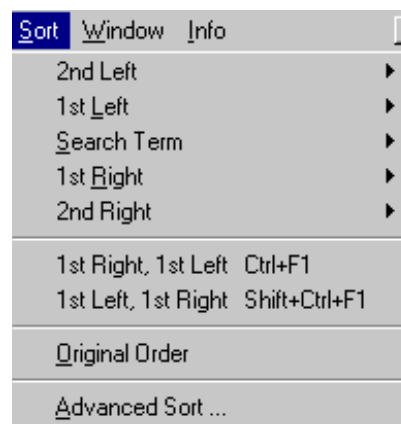 Sort Window Info
2nd Left
1st Left
Search Term
1st Right
2nd Right
1st Right, 1st Left Ctrl+F1
1st Left, 1st Right Shift+Ctrl+F1
Original Order
Advanced Sort ...